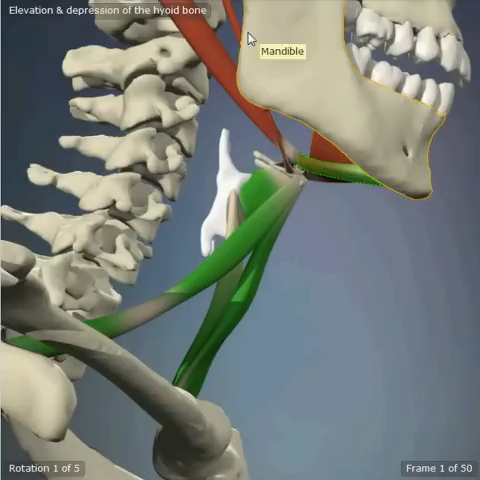 Elevation & depression of the hyoid bone
Mandible
Rotation 1 of 5
Frame 1 of 50